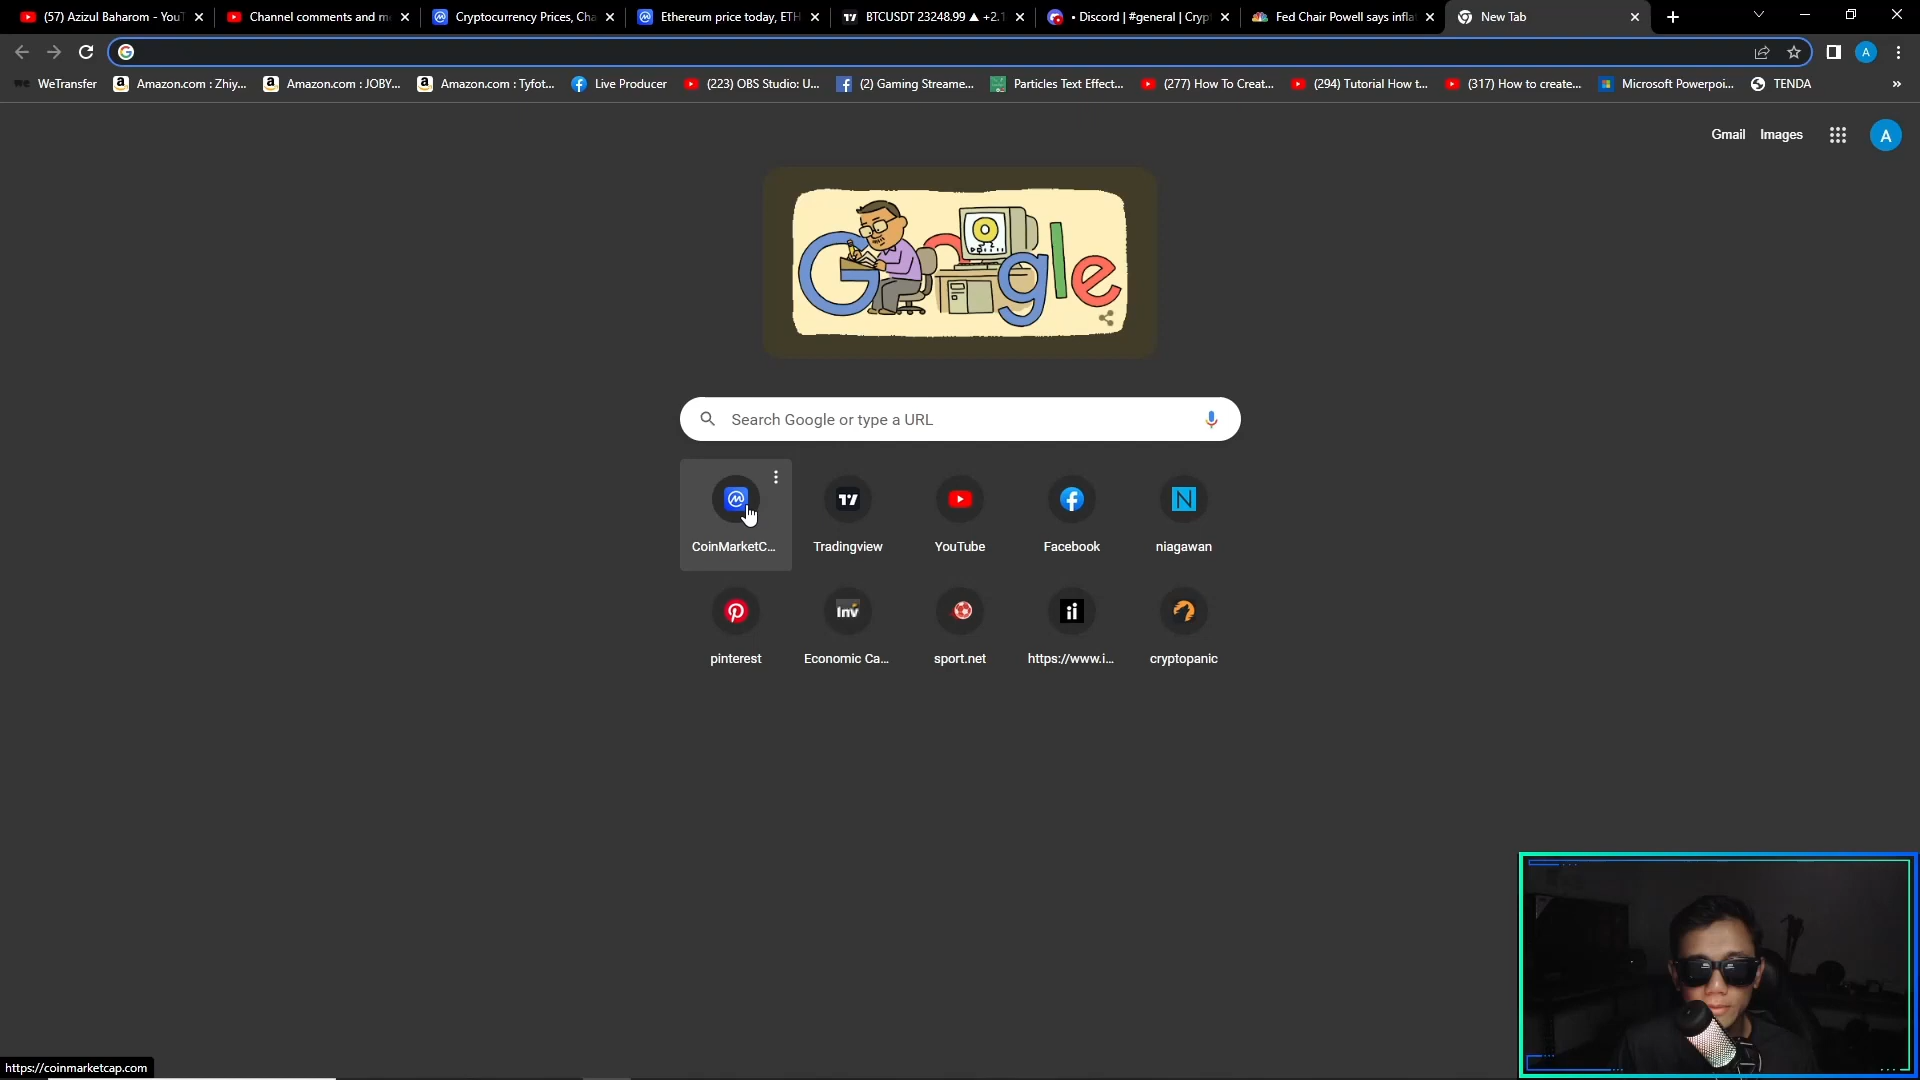 (57) Azizul Baharom - YouT
Channel comments and m
Cryptocurrency Prices, Cha
Ethereum price today, ETH
BTCUSDT 23248.99 ▲ +2.1
• Discord | #general | Cryp
Fed Chair Powell says infla
New Tab
WeTransfer
Amazon.com : Zhiy...
Amazon.com : JOBY...
Amazon.com : Tyfot...
Live Producer
(223) OBS Studio: U...
(2) Gaming Streame...
Particles Text Effect...
(277) How To Creat...
(294) Tutorial How t...
(317) How to create...
Microsoft Powerpoi...
TENDA
»
Gmail
Images
A
Google
Search Google or type a URL
CoinMarketC...
Tradingview
YouTube
Facebook
niagawan
pinterest
Economic Ca...
sport.net
https://www.i...
cryptopanic
https://coinmarketcap.com